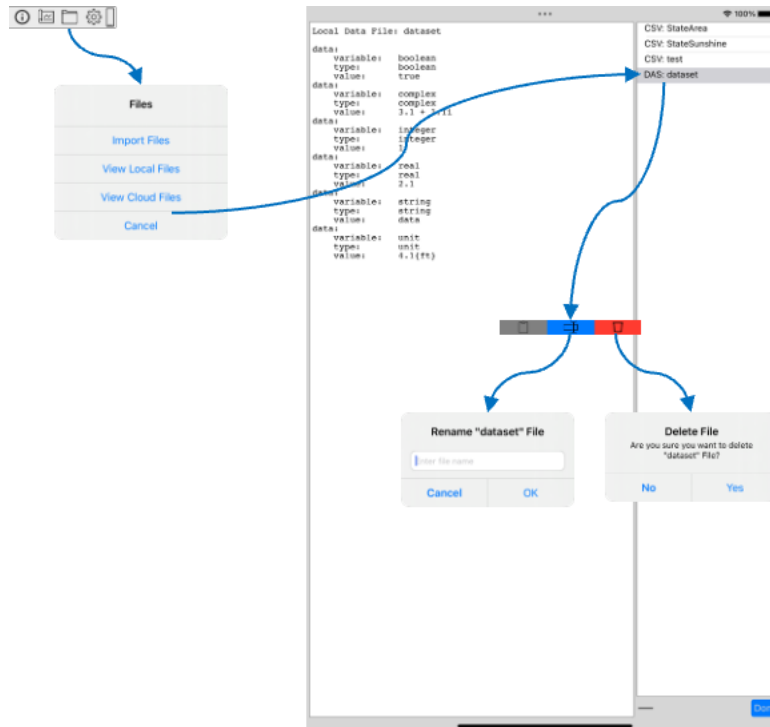 Files
Import Files
View Local Files
View Cloud Files
Cancel
100%
Local Data File: dataset
data:
variable: boolean
type: boolean
value: true
data:
variable: complex
type: complex
value: 3.1 +
data:
variable: integer
type: integer
value: 1
data:
variable: real
type: real
value: 2.1
data:
variable: string
type: string
value: data
data:
variable: unit
type: unit
value: 4.1{ft}
CSV: StateArea
CSV: StateSunshine
CSV: test
DAS: dataset
Rename "dataset" File
Enter file name
Cancel OK
Delete File
Are you sure you want to delete
"dataset" File?
No Yes
Don